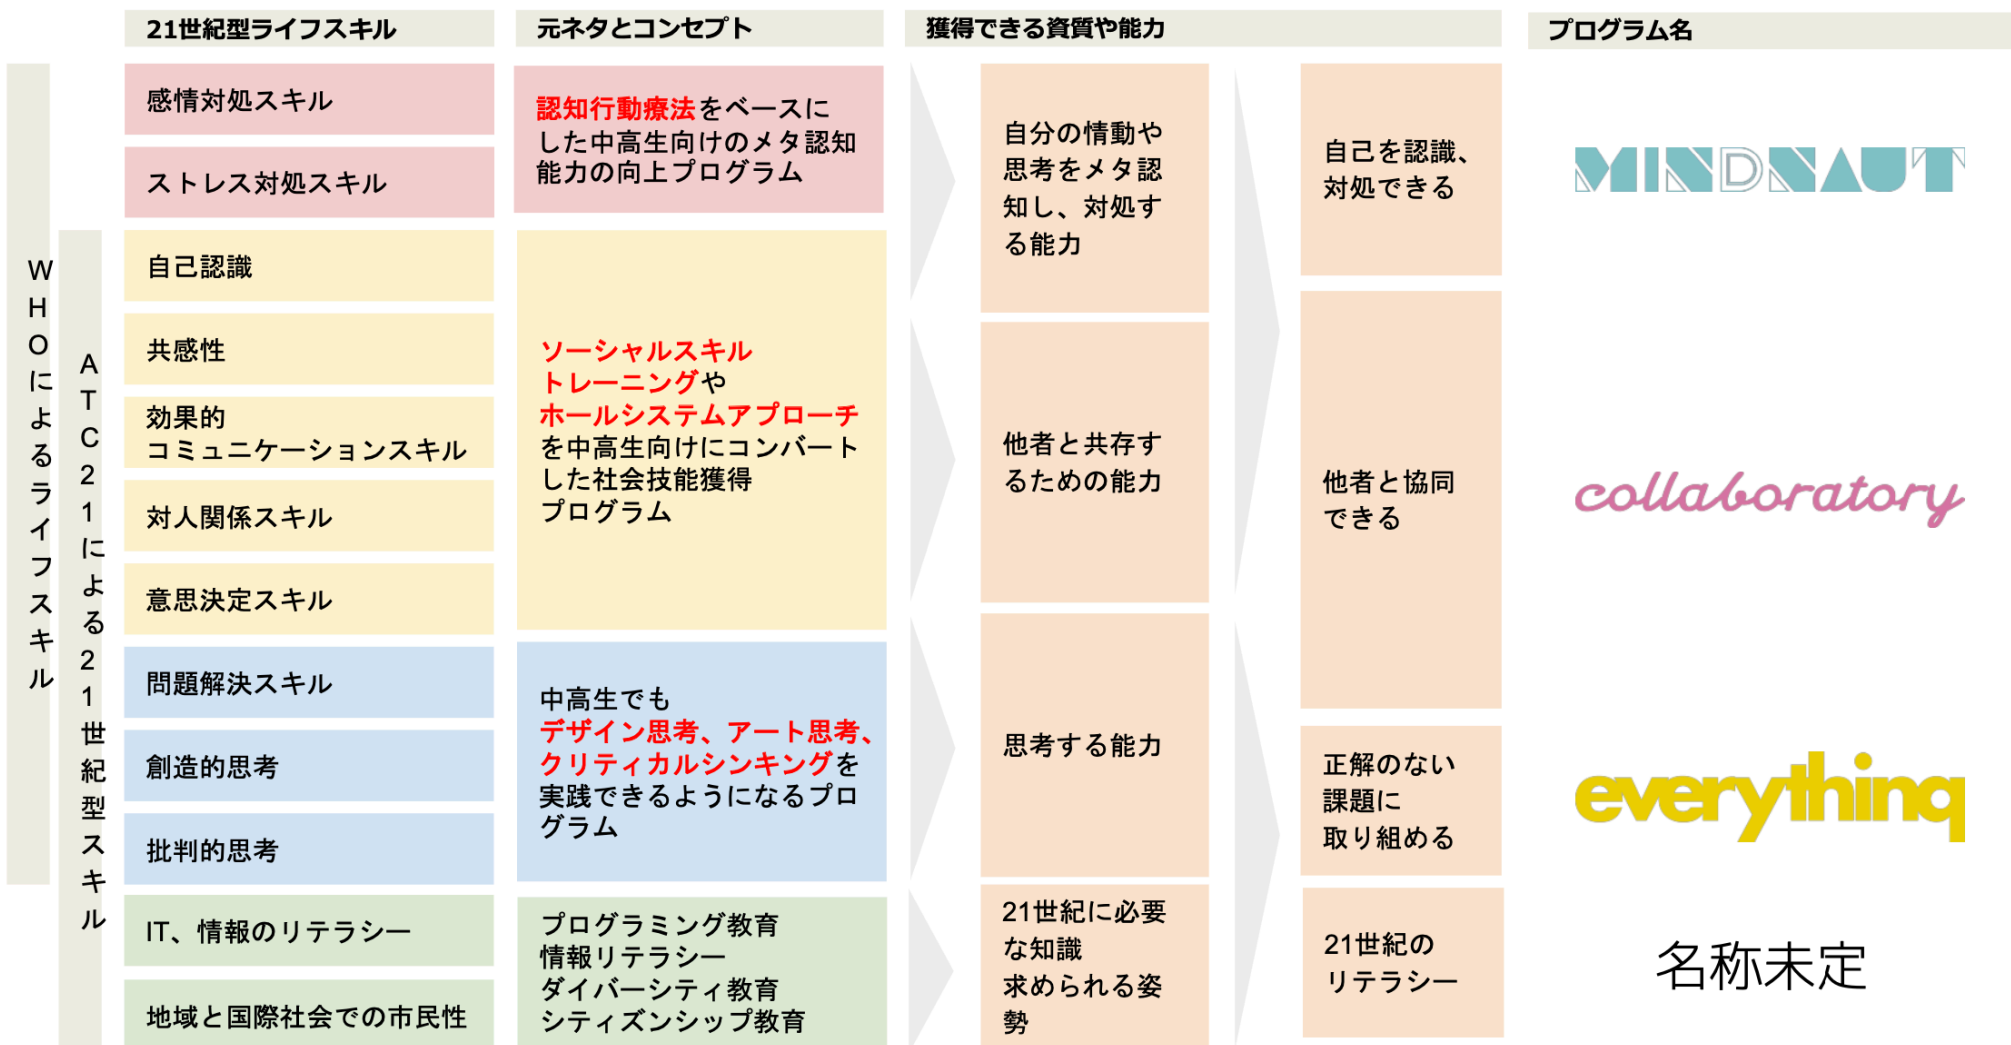 21世紀型ライフスキル
元ネタとコンセプト
獲得できる資質や能力
プログラム名
WHOによるライフスキル
ATC21による21世紀型スキル
感情対処スキル
ストレス対処スキル
自己認識
共感性
効果的
コミュニケーションスキル
対人関係スキル
意思決定スキル
問題解決スキル
創造的思考
批判的思考
IT、情報のリテラシー
地域と国際社会での市民性
認知行動療法をベースに
した中高生向けのメタ認知
能力の向上プログラム
ソーシャルスキル
トレーニングや
ホールシステムアプローチ
を中高生向けにコンバート
した社会技能獲得
プログラム
中高生でも
デザイン思考、アート思考、
クリティカルシンキングを
実践できるようになるプロ
グラム
プログラミング教育
情報リテラシー
ダイバーシティ教育
シティズンシップ教育
自分の情動や
思考をメタ認
知し、対処す
る能力
他者と共存す
るための能力
思考する能力
21世紀に必要
な知識
求められる姿
勢
自己を認識、
対処できる
他者と協同
できる
正解のない
課題に
取り組める
21世紀の
リテラシー
MINDNAUT
collaboratory
everythinq
名称未定